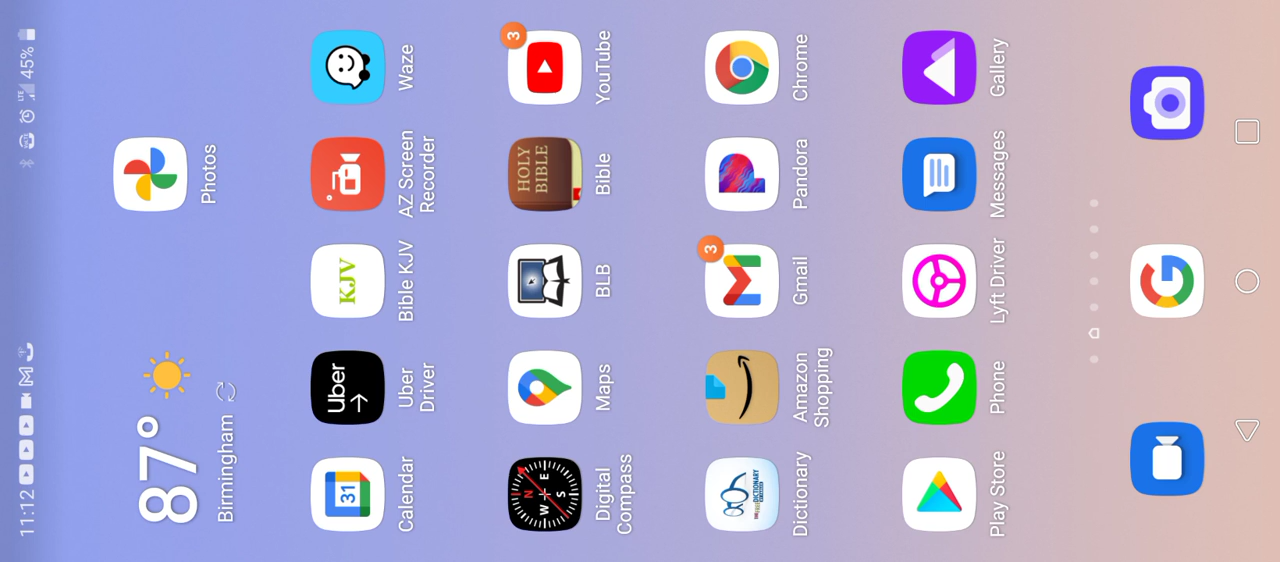 11:12
LTE
45%
87°
Birmingham
Photos
31
Uber
KJV
Calendar
Uber
Driver
Bible KJV
AZ Screen
Recorder
Waze
N
W
E
S
HOLY
BIBLE
3
Digital
Compass
Maps
BLB
Bible
YouTube
DICTIONARY
3
Dictionary
Amazon
Shopping
Gmail
Pandora
Chrome
Play Store
Phone
Lyft Driver
Messages
Gallery